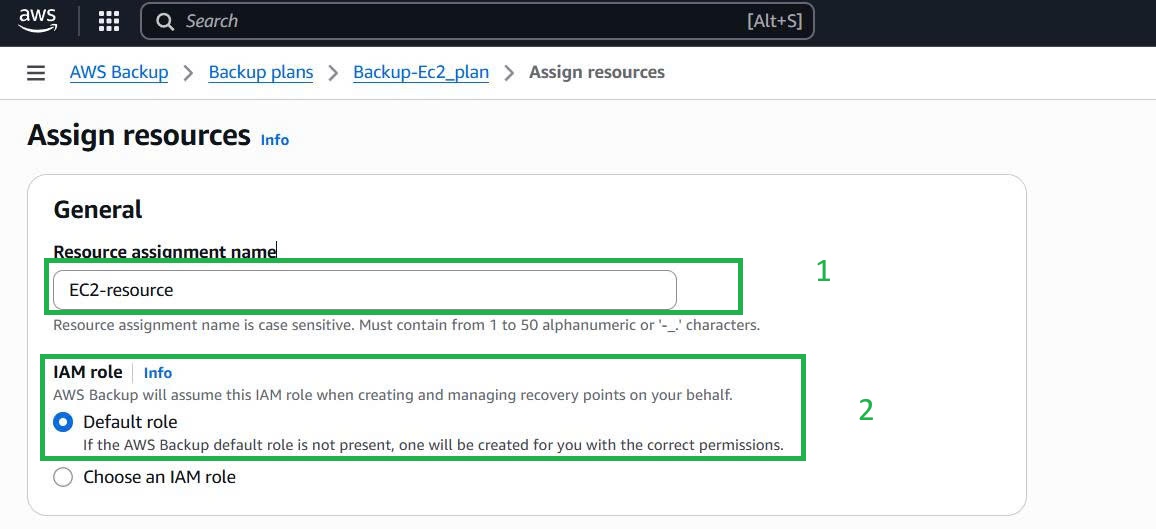 aws
Search [Alt+S]
AWS Backup > Backup plans > Backup-Ec2_plan > Assign resources
Assign resources Info
General
Resource assignment name
1
EC2-resource
Resource assignment name is case sensitive. Must contain from 1 to 50 alphanumeric or '-_.' characters.
IAM role | Info
AWS Backup will assume this IAM role when creating and managing recovery points on your behalf.
2
Default role
If the AWS Backup default role is not present, one will be created for you with the correct permissions.
Choose an IAM role